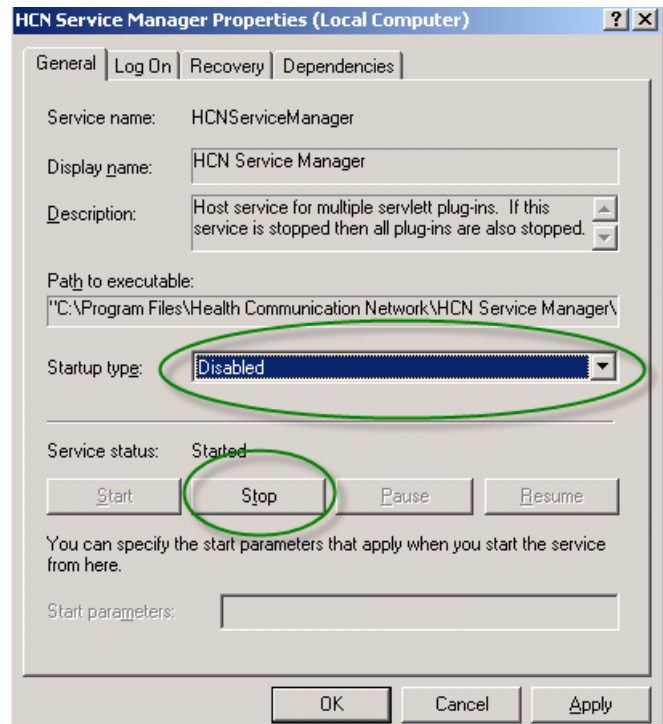 HCN Service Manager Properties (Local Computer)
General Log On Recovery Dependencies
Service name: HCNServiceManager
Display name: HCN Service Manager
Description: Host service for multiple servlett plug-ins. If this
service is stopped then all plug-ins are also stopped.
Path to executable:
"C:\Program Files\Health Communication Network\HCN Service Manager\
Startup type: Disabled
Service status: Started
Start Stop Pause Resume
You can specify the start parameters that apply when you start the service
from here.
Start parameters:
OK Cancel Apply